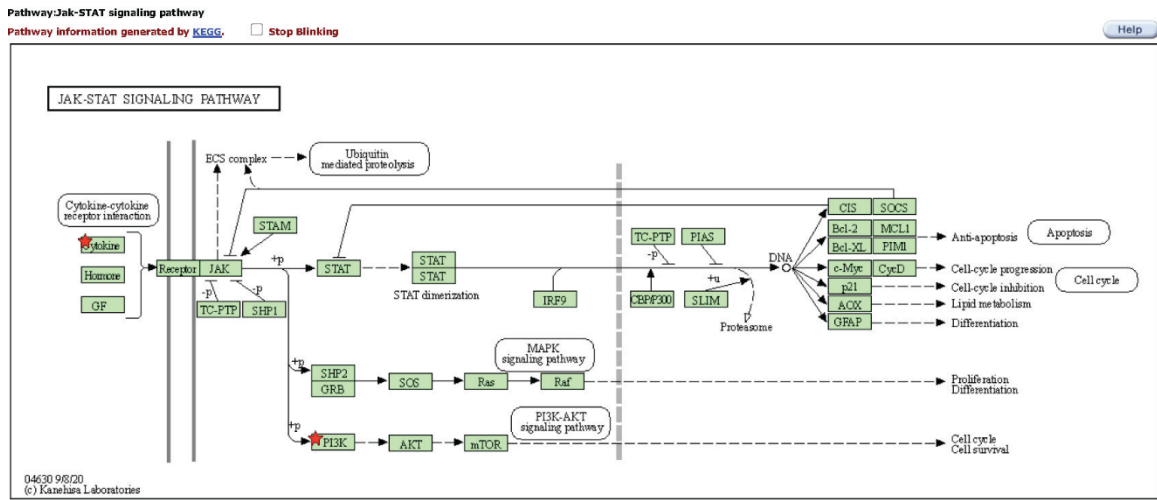 Pathway:Jak-STAT signaling pathway
Pathway information generated by KEGG. Stop Blinking
Help
JAK-STAT SIGNALING PATHWAY
ECS complex
Ubiquitin
mediated proteolysis
Cytokine-cytokine
receptor interaction
Cytokine
Hormone
GF
Receptor
JAK
STAM
+p
-p
-p
TC-PTP
SHP1
STAT
STAT
STAT
STAT dimerization
IRF9
TC-PTP
PIAS
-p
+u
CBP/P300
SLIM
Proteasome
DNA
CIS
SOCS
Bcl-2
MCL1
Bcl-XL
PIM1
c-Myc
CycD
p21
AOX
GFAP
Anti-apoptosis
Apoptosis
Cell-cycle progression
Cell cycle
Cell-cycle inhibition
Lipid metabolism
Differentiation
+p
SHP2
GRB
SOS
Ras
Raf
MAPK
signaling pathway
Proliferation
Differentiation
+p
PI3K
AKT
mTOR
PI3K-AKT
signaling pathway
Cell cycle
Cell survival
04630 9/8/20
(c) Kanehisa Laboratories